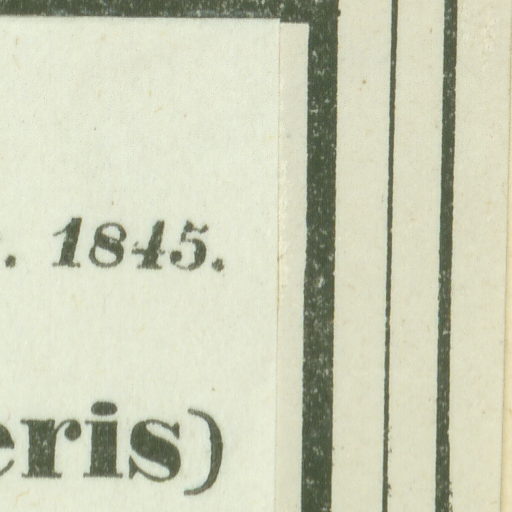 . 1845.
eris)